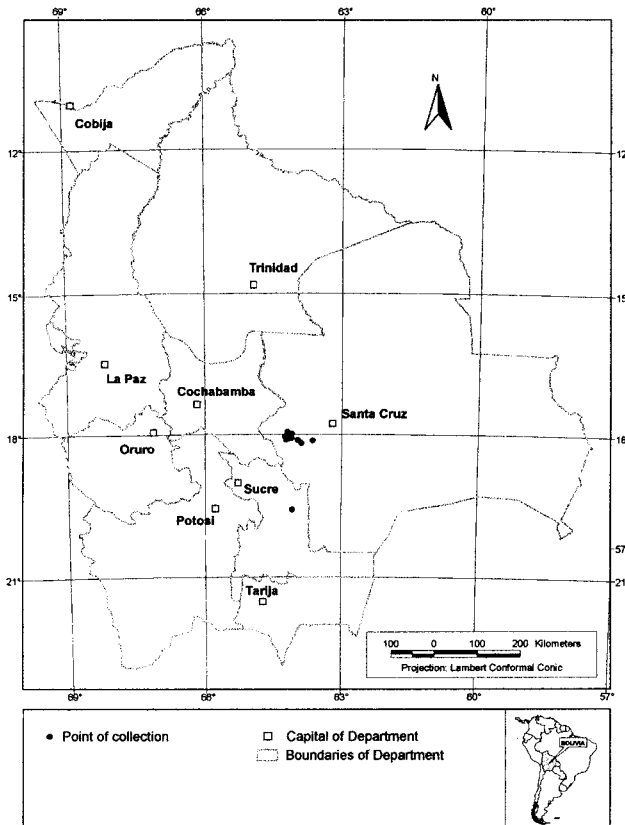 69° 66° 63° 60°
N
Cobija
12° 12
Trinidad
15° 15
La Paz
Cochabamba
Santa Cruz
18° 18
Oruro
Sucre
Potosi
57
21° 21
Tarija
100 0 100 200 Kilometers
Projection: Lambert Conformal Conic
69° 66° 63° 60° 57°
Point of collection
Capital of Department
Boundaries of Department
BOLIVIA